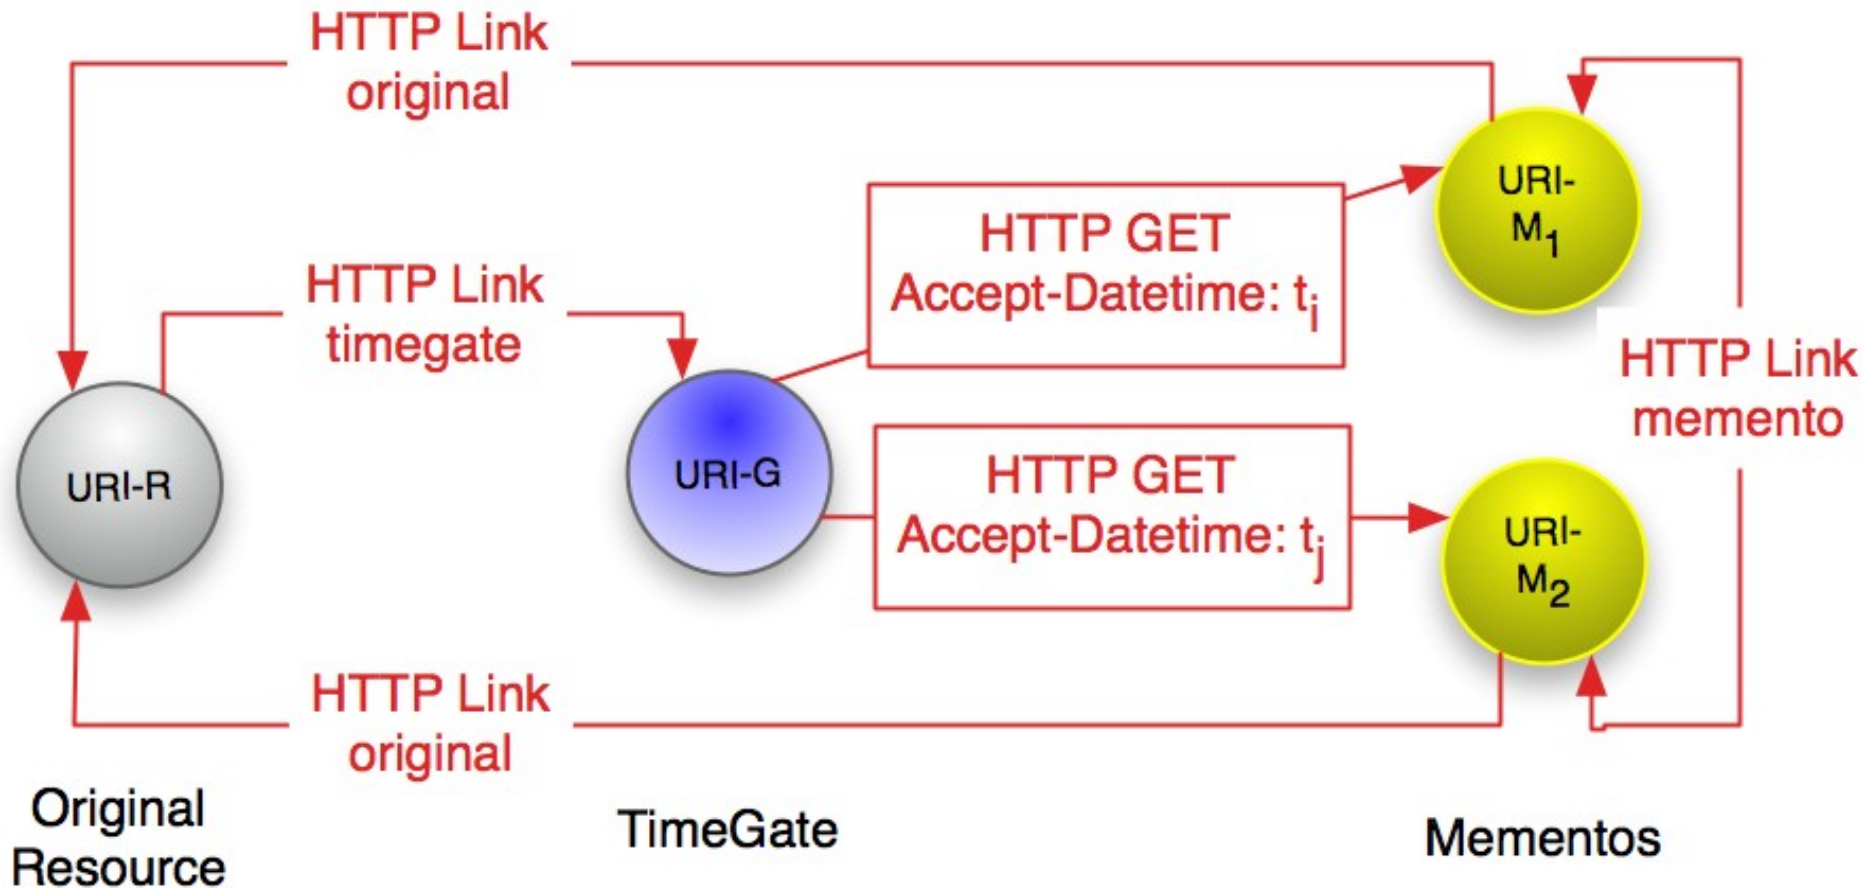 HTTP Link
original
URI-
M1
HTTP GET
Accept-Datetime: ti
HTTP Link
timegate
HTTP Link
memento
URI-R
URI-G
HTTP GET
Accept-Datetime: tj
URI-
M2
HTTP Link
original
Original
Resource
TimeGate
Mementos